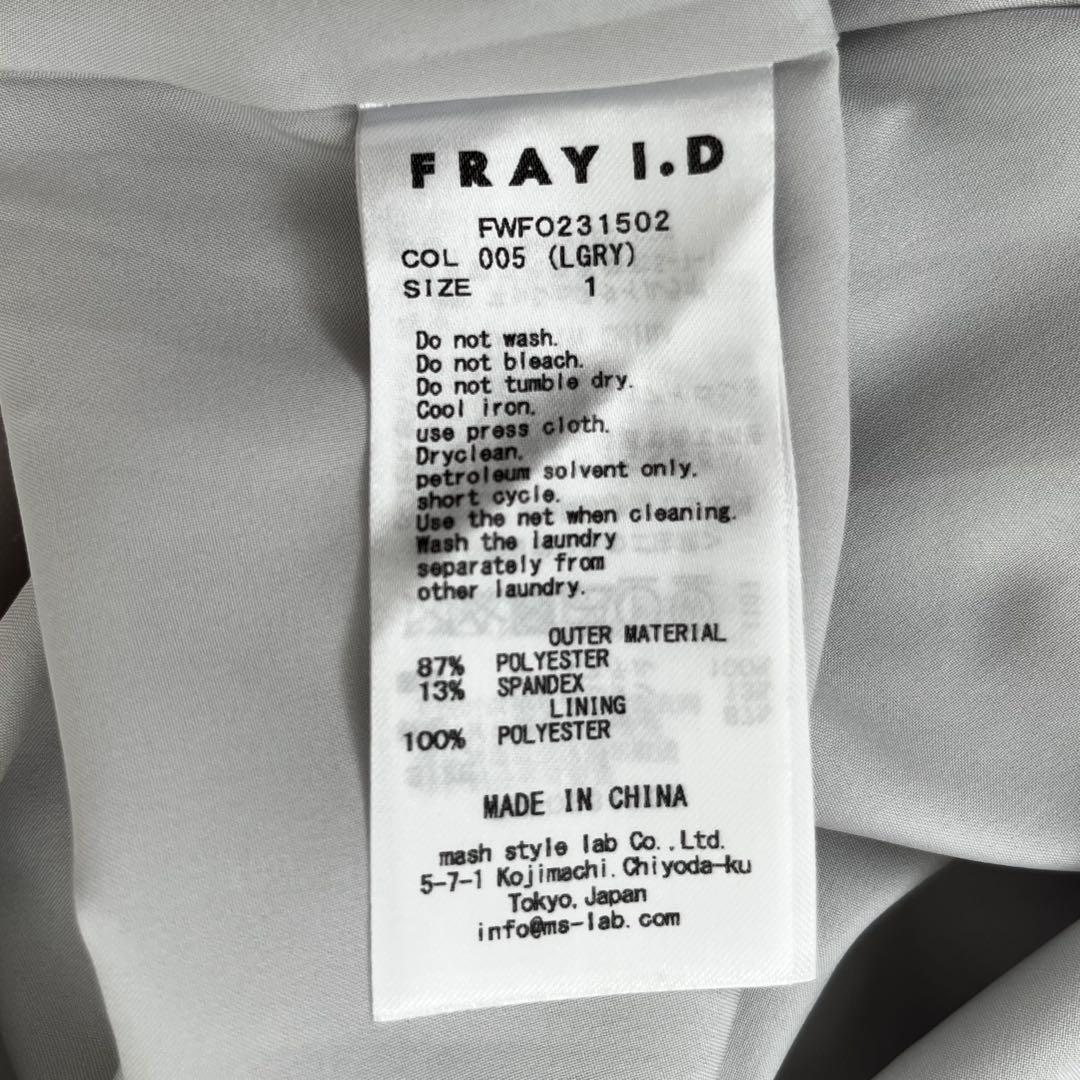 FRAY I.D
FWFO231502
COL 005 (LGRY)
SIZE 1
Do not wash.
Do not bleach.
Do not tumble dry.
Cool iron.
use press cloth.
Dryclean.
petroleum solvent only.
short cycle.
Use the net when cleaning.
Wash the laundry
separately from
other laundry.
OUTER MATERIAL
87% POLYESTER
13% SPANDEX
LINING
100% POLYESTER
MADE IN CHINA
mash style lab Co.,Ltd.
5-7-1 Kojimachi. Chiyoda-ku
Tokyo, Japan
info@ms-lab.com